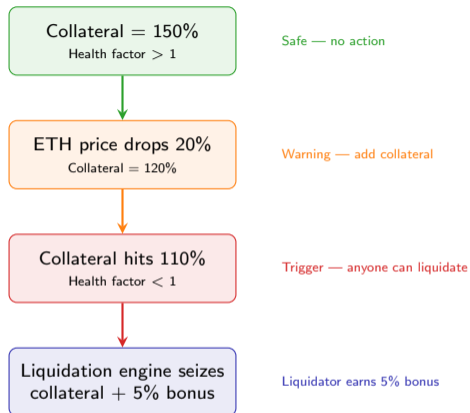 Collateral = 150%
Health factor > 1
Safe — no action
ETH price drops 20%
Collateral = 120%
Warning — add collateral
Collateral hits 110%
Health factor < 1
Trigger — anyone can liquidate
Liquidation engine seizes
collateral + 5% bonus
Liquidator earns 5% bonus